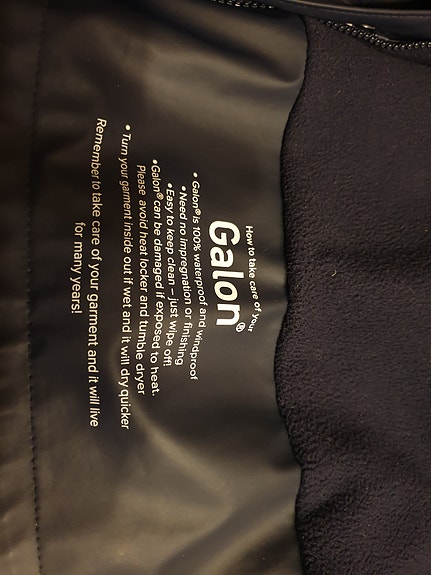 How to take care of your
Galon®
• Galon® is 100% waterproof and windproof
• Need no impregnation or finishing
• Easy to keep clean – just wipe off!
• Galon® can be damaged if exposed to heat.
Please avoid heat locker and tumble dryer
• Turn your garment inside out if wet and it will dry quicker
Remember to take care of your garment and it will live
for many years!